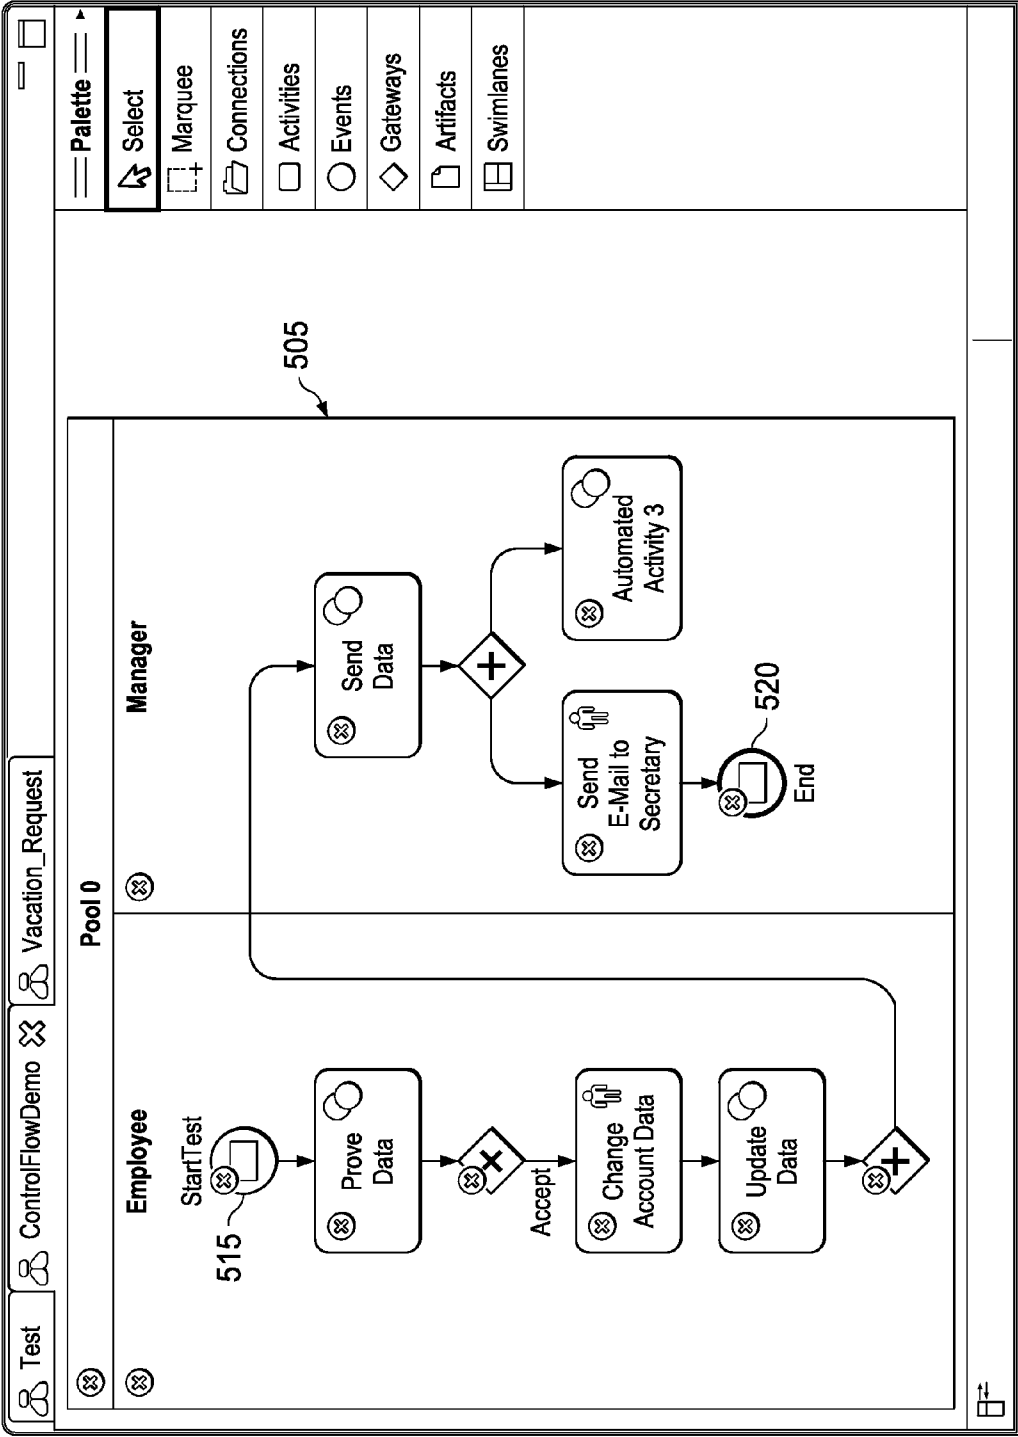 Test
ControlFlowDemo
Vacation_Request
Palette
Select
Marquee
Connections
Activities
Events
Gateways
Artifacts
Swimlanes
Pool 0
Employee
Manager
StartTest
515
Prove
Data
Accept
Change
Account Data
Update
Data
Send
Data
Send
E-Mail to
Secretary
Automated
Activity 3
End
520
505